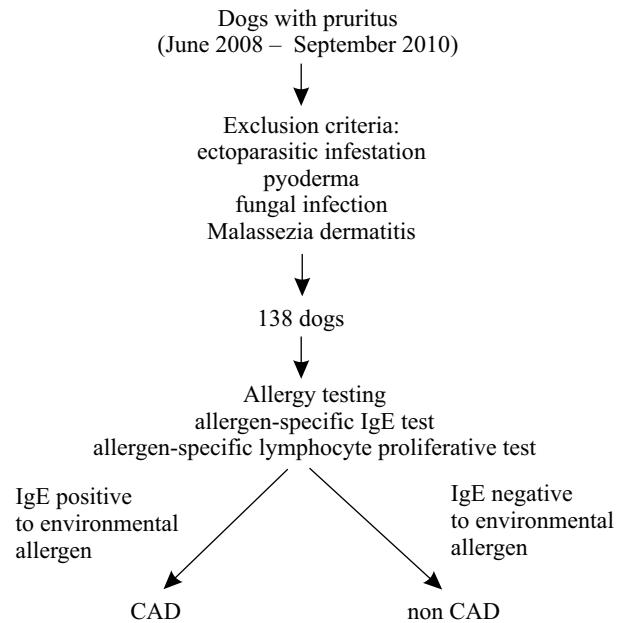 Dogs with pruritus
(June 2008 – September 2010)
Exclusion criteria:
ectoparasitic infestation
pyoderma
fungal infection
Malassezia dermatitis
138 dogs
Allergy testing
allergen-specific IgE test
allergen-specific lymphocyte proliferative test
IgE positive
to environmental
allergen
IgE negative
to environmental
allergen
CAD
non CAD